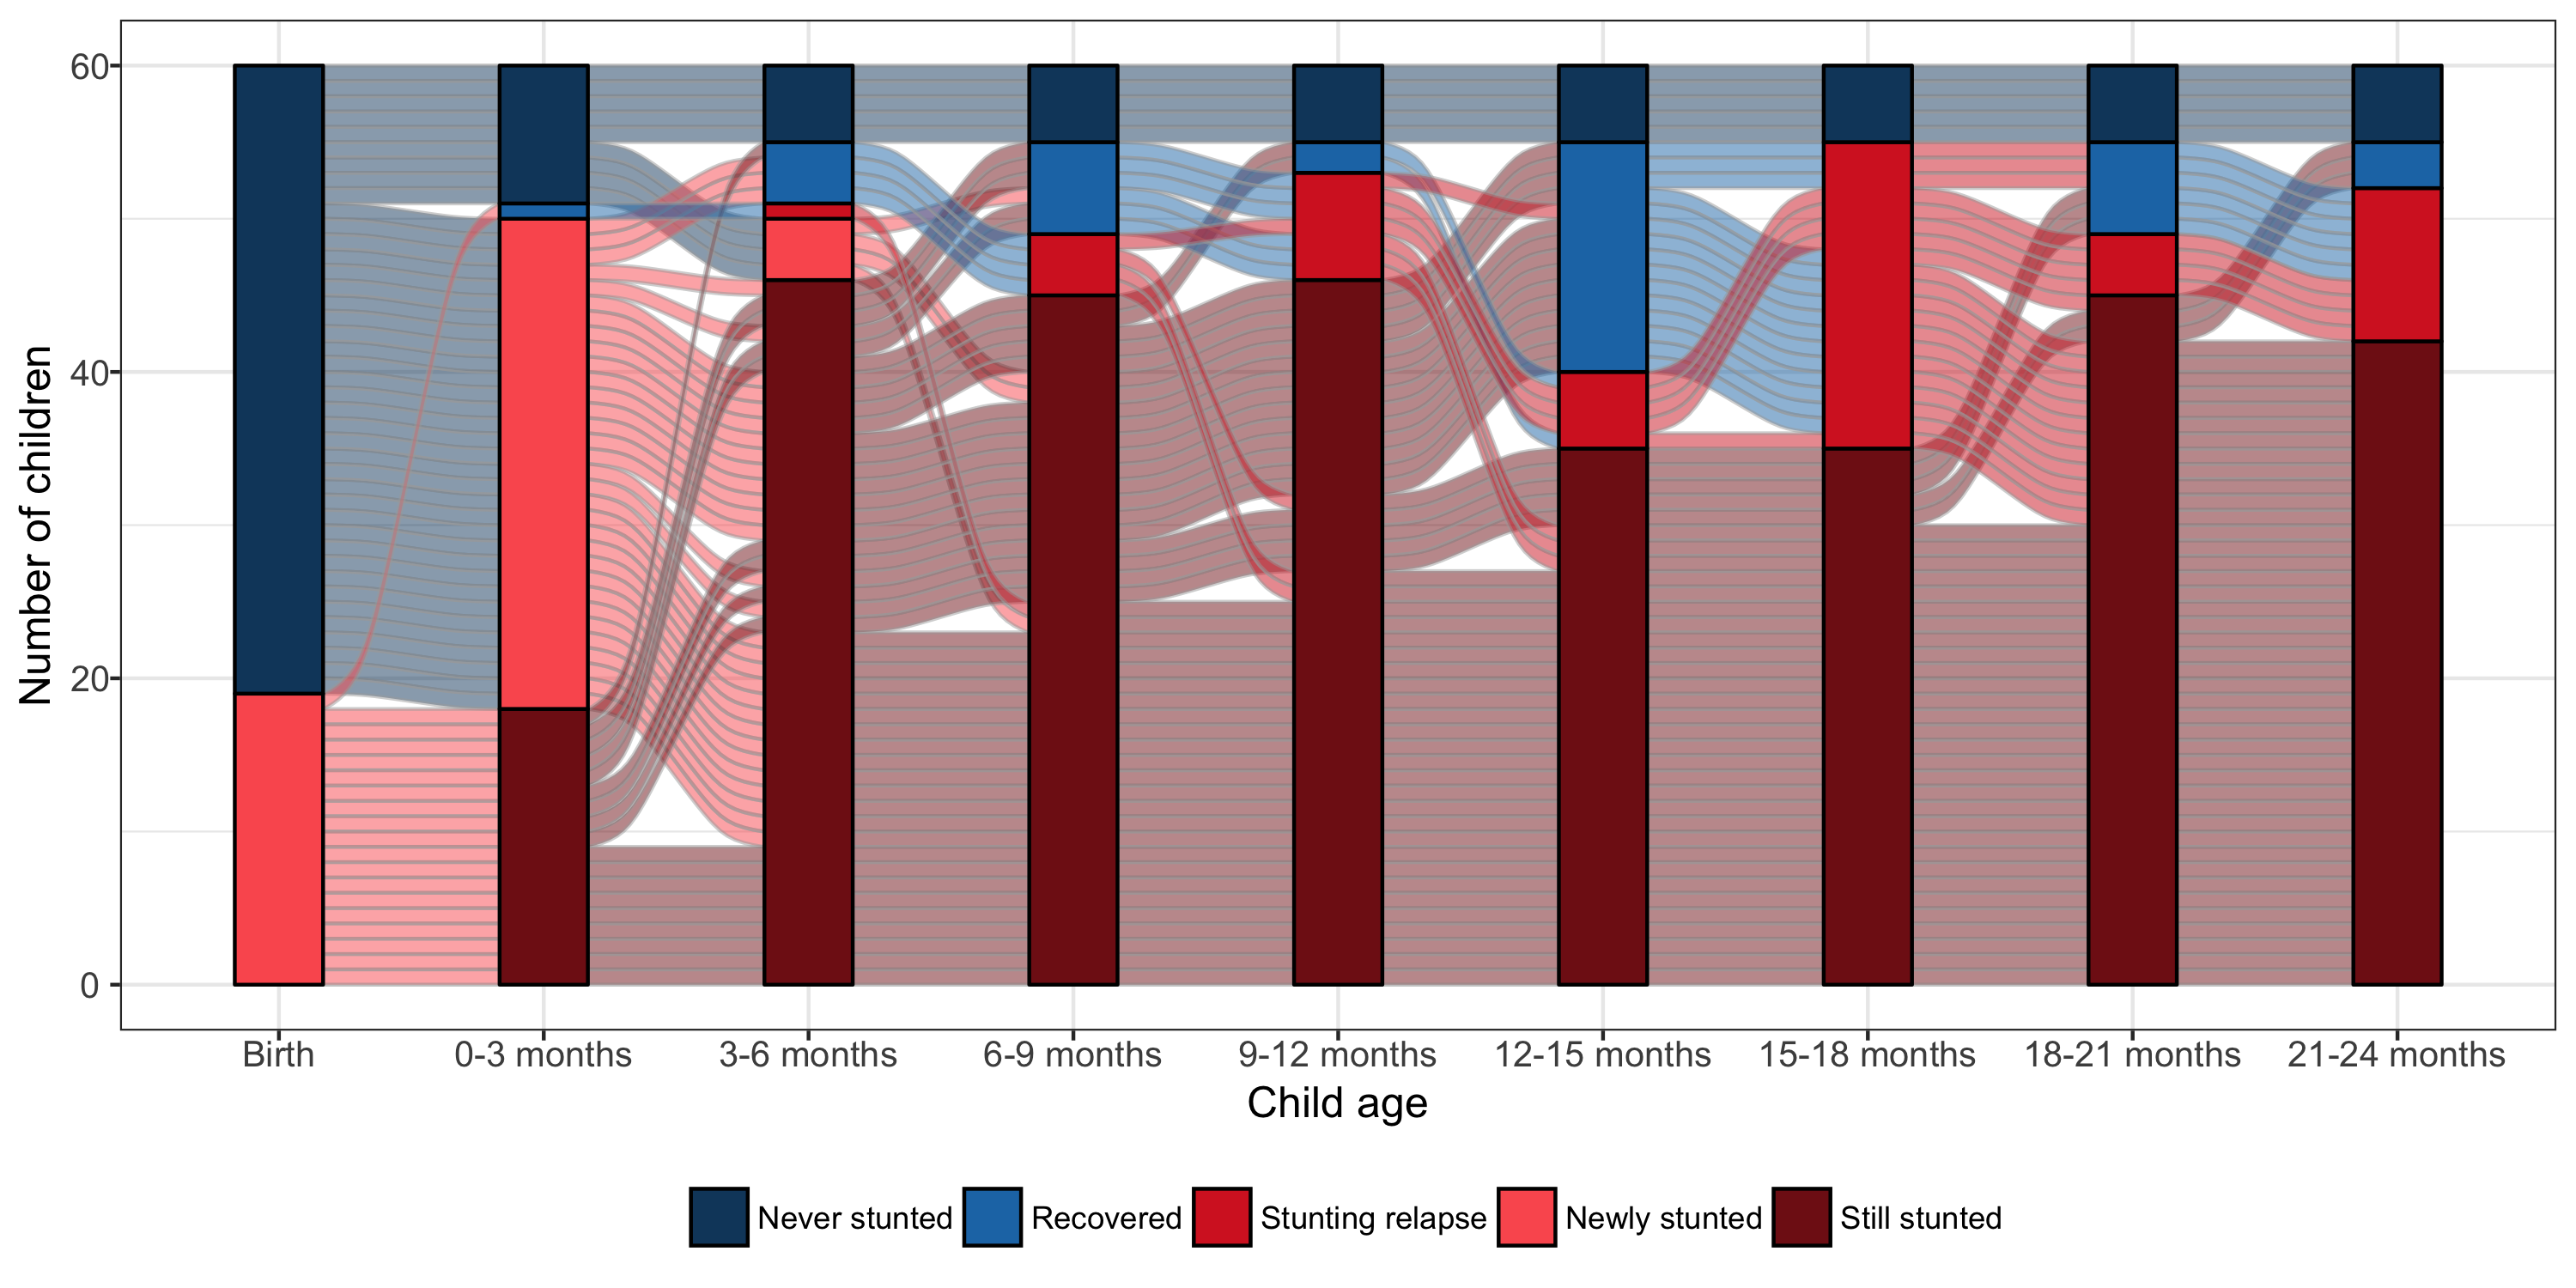 Number of children
60
40
20
0
Birth 0-3 months 3-6 months 6-9 months 9-12 months 12-15 months 15-18 months 18-21 months 21-24 months
Child age
Never stunted Recovered Stunting relapse Newly stunted Still stunted